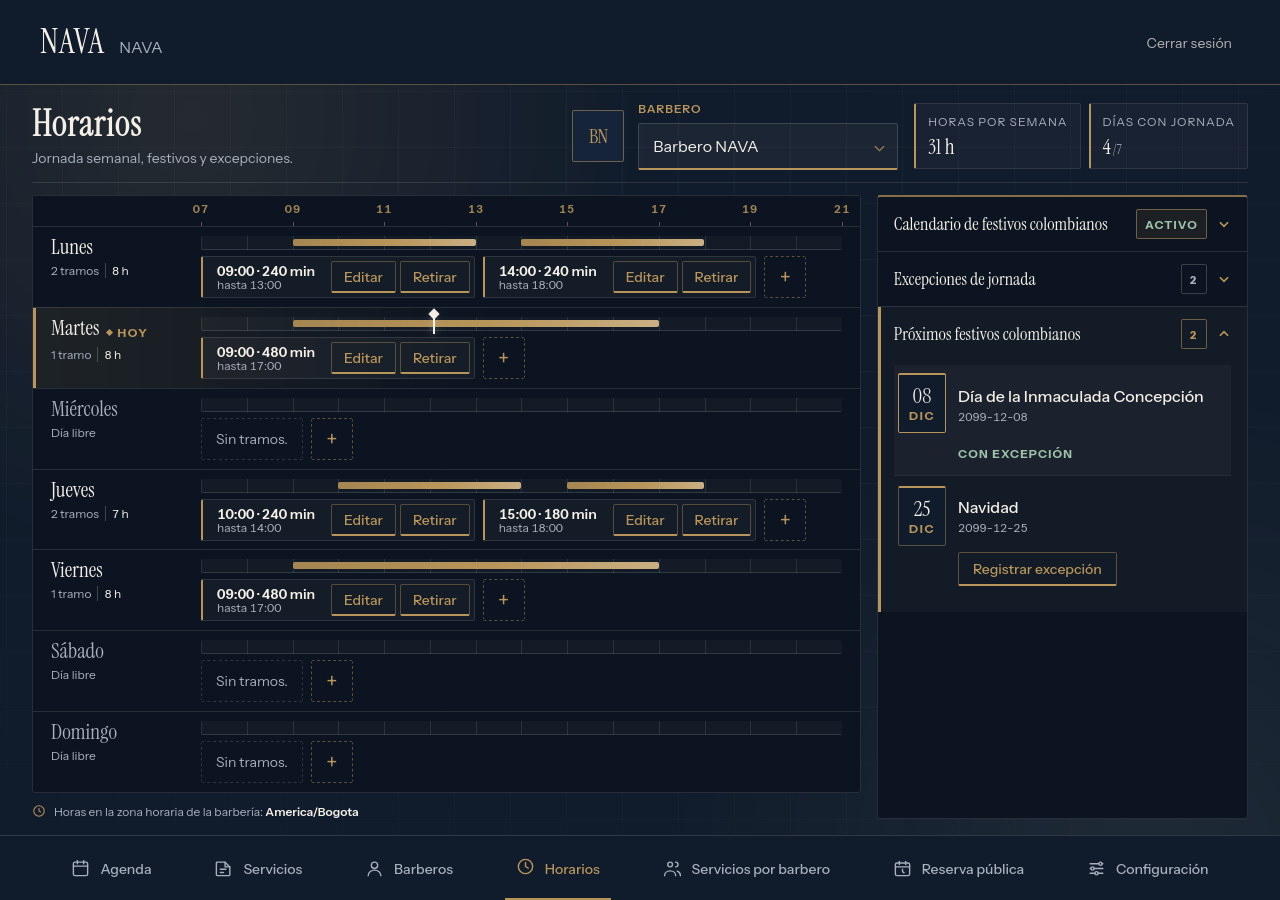 NAVA NAVA
Cerrar sesión
Horarios
Jornada semanal, festivos y excepciones.
BN
BARBERO
Barbero NAVA
HORAS POR SEMANA
31 h
DÍAS CON JORNADA
4 /7
07 09 11 13 15 17 19 21
Lunes
2 tramos 8 h
09:00 · 240 min
hasta 13:00
Editar Retirar
14:00 · 240 min
hasta 18:00
Editar Retirar
+
Martes ◆ HOY
1 tramo 8 h
09:00 · 480 min
hasta 17:00
Editar Retirar
+
Miércoles
Día libre
Sin tramos.
+
Jueves
2 tramos 7 h
10:00 · 240 min
hasta 14:00
Editar Retirar
15:00 · 180 min
hasta 18:00
Editar Retirar
+
Viernes
1 tramo 8 h
09:00 · 480 min
hasta 17:00
Editar Retirar
+
Sábado
Día libre
Sin tramos.
+
Domingo
Día libre
Sin tramos.
+
Horas en la zona horaria de la barbería: America/Bogota
Calendario de festivos colombianos ACTIVO
Excepciones de jornada 2
Próximos festivos colombianos 2
08
DIC
Día de la Inmaculada Concepción
2099-12-08
CON EXCEPCIÓN
25
DIC
Navidad
2099-12-25
Registrar excepción
Agenda Servicios Barberos Horarios Servicios por barbero Reserva pública Configuración